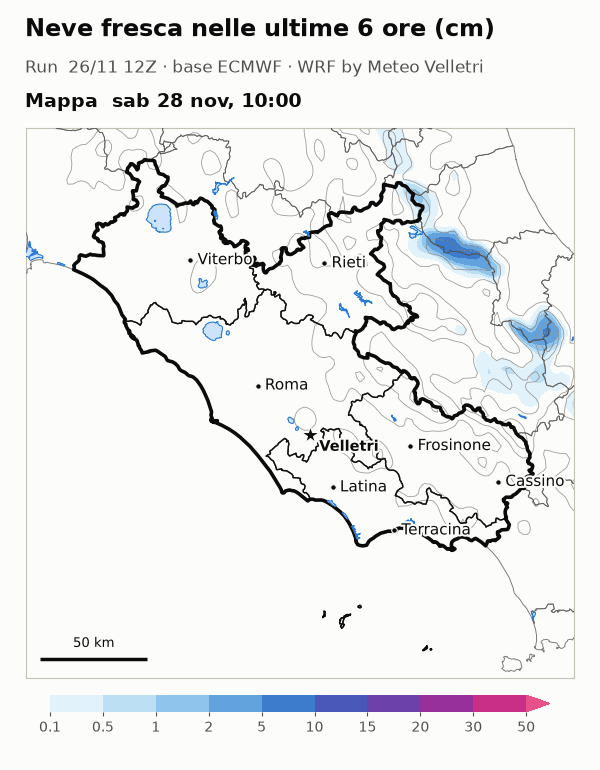 Neve fresca nelle ultime 6 ore (cm)
Run  26/11 12Z · base ECMWF · WRF by Meteo Velletri
Mappa  sab 28 nov, 10:00
Viterbo
Rieti
Roma
Velletri
Frosinone
Latina
Cassino
Terracina
50 km
0.1 0.5 1 2 5 10 15 20 30 50